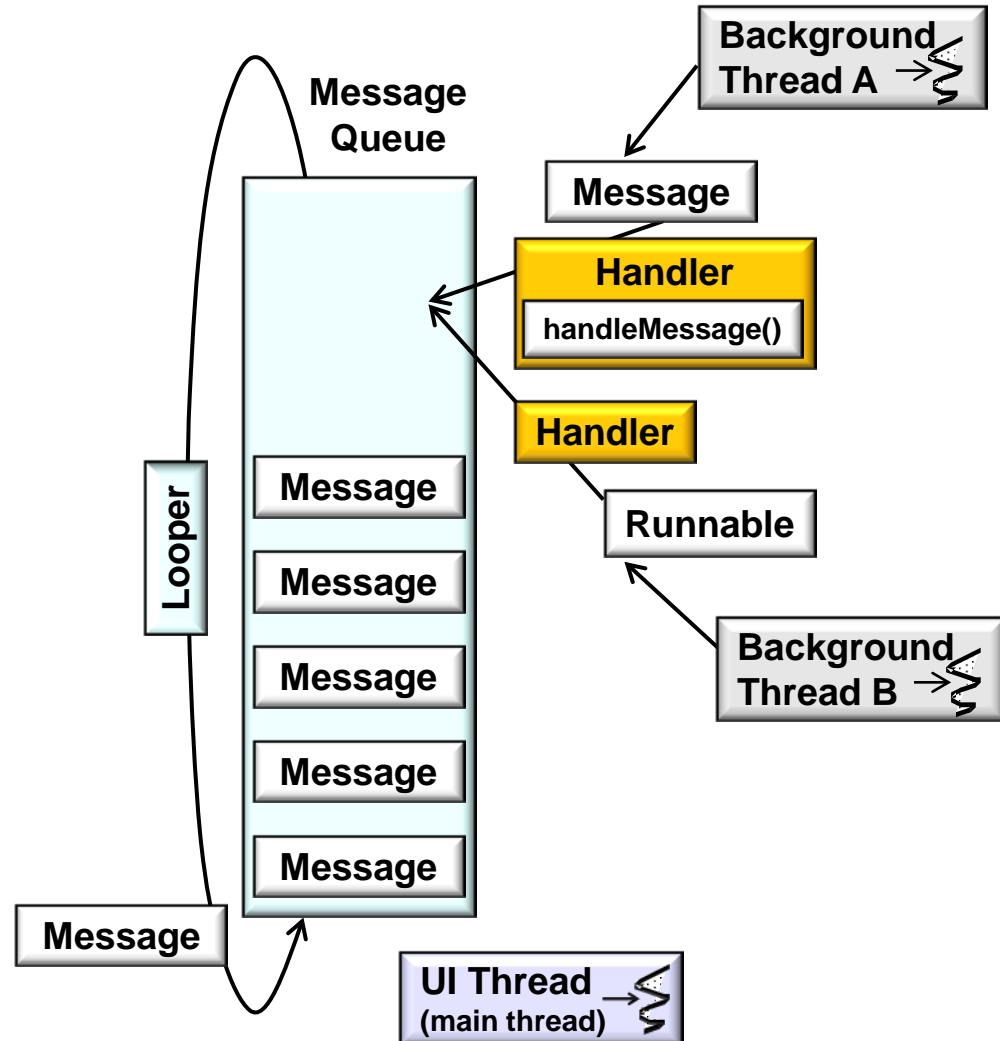 Background
Thread A
Message
Queue
Message
Handler
handleMessage()
Handler
Message
Runnable
Looper
Message
Message
Background
Thread B
Message
Message
Message
UI Thread
(main thread)